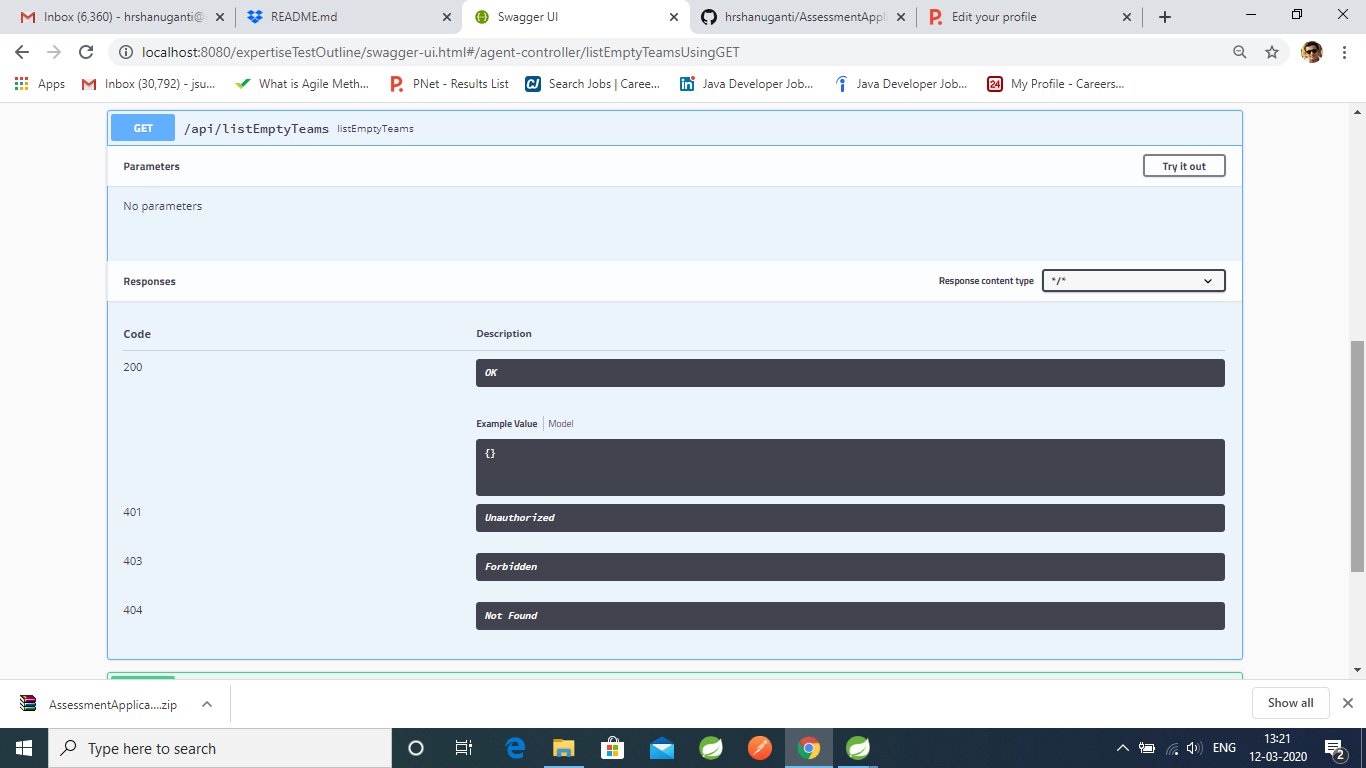 Inbox (6,360) - hrshanuganti@
README.md
Swagger UI
hrshanuganti/AssessmentAppli
Edit your profile
localhost:8080/expertiseTestOutline/swagger-ui.html#/agent-controller/listEmptyTeamsUsingGET
Apps
Inbox (30,792) - jsu...
What is Agile Meth...
PNet - Results List
Search Jobs | Caree...
Java Developer Job...
Java Developer Job...
24
My Profile - Careers...
GET /api/listEmptyTeams listEmptyTeams
Parameters
Try it out
No parameters
Responses
Response content type
*/*
Code
Description
200
OK
Example Value | Model
{}
401
Unauthorized
403
Forbidden
404
Not Found
AssessmentApplica....zip
Show all
Type here to search
ENG
13:21
12-03-2020
2